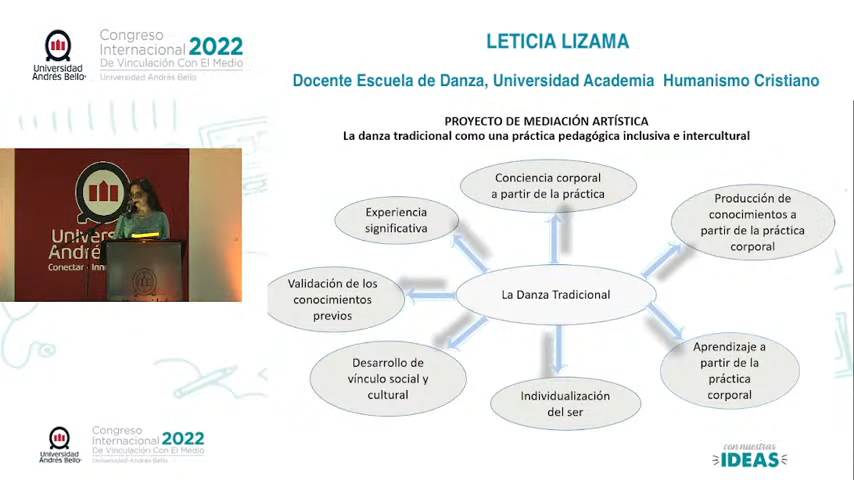 Universidad
Andrés Bello
Congreso
Internacional 2022
De Vinculación Con El Medio
Universidad Andrés Bello
LETICIA LIZAMA
Docente Escuela de Danza, Universidad Academia Humanismo Cristiano
PROYECTO DE MEDIACIÓN ARTÍSTICA
La danza tradicional como una práctica pedagógica inclusiva e intercultural
Conciencia corporal
a partir de la práctica
Experiencia
significativa
Producción de
conocimientos a
partir de la práctica
corporal
Validación de los
conocimientos
previos
La Danza Tradicional
Desarrollo de
vínculo social y
cultural
Individualización
del ser
Aprendizaje a
partir de la
práctica
corporal
Univers
André
Conectar · Inn
Universidad
Andrés Bello
Congreso
Internacional 2022
De Vinculación Con El Medio
Universidad Andrés Bello
con nuestras
IDEAS